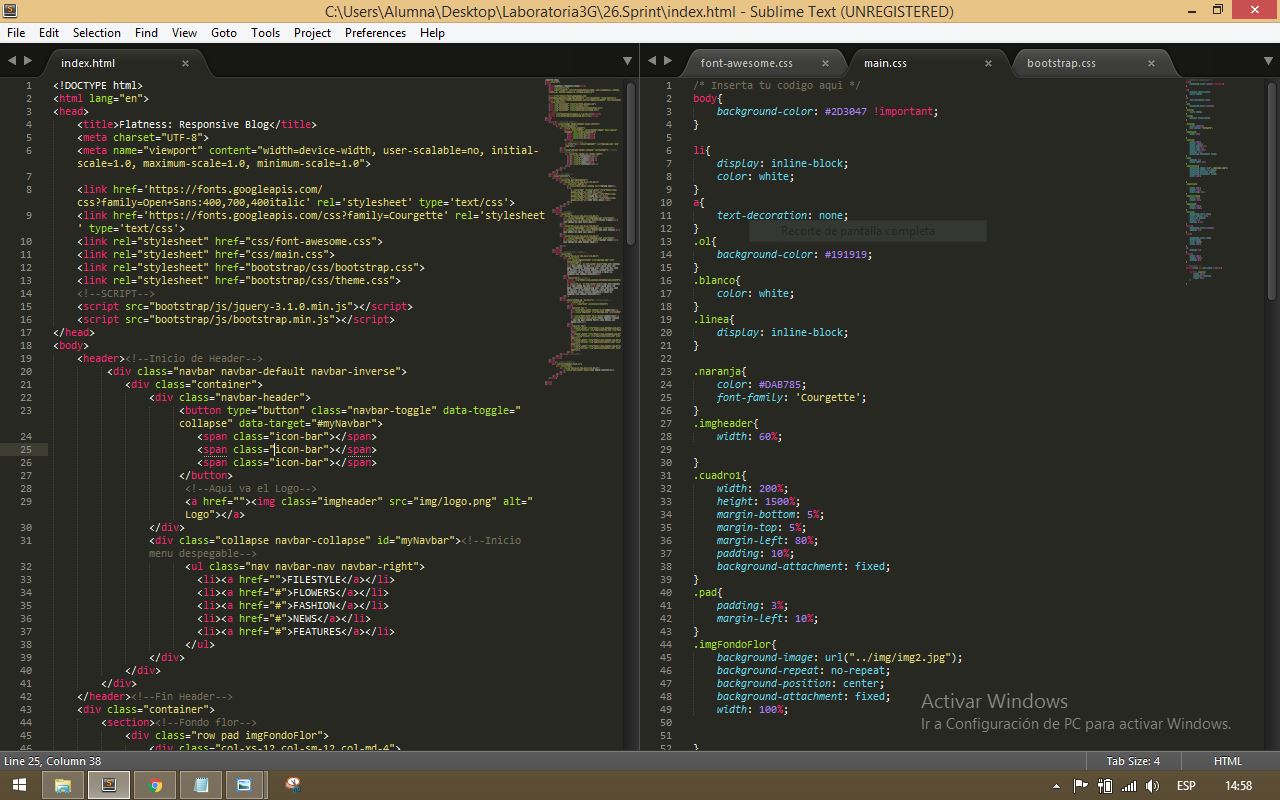 C:\Users\Alumna\Desktop\Laboratoria3G\26.Sprint\index.html - Sublime Text (UNREGISTERED)
File Edit Selection Find View Goto Tools Project Preferences Help
index.html
1 <!DOCTYPE html>
2 <html lang="en">
3 <head>
4 <title>Flatness: Responsive Blog</title>
5 <meta charset="UTF-8">
6 <meta name="viewport" content="width=device-width, user-scalable=no, initial-
scale=1.0, maximum-scale=1.0, minimum-scale=1.0">
7
8 <link href='https://fonts.googleapis.com/
css?family=Open+Sans:400,700,400italic' rel='stylesheet' type='text/css'>
9 <link href='https://fonts.googleapis.com/css?family=Courgette' rel='stylesheet
' type='text/css'>
10 <link rel="stylesheet" href="css/font-awesome.css">
11 <link rel="stylesheet" href="css/main.css">
12 <link rel="stylesheet" href="bootstrap/css/bootstrap.css">
13 <link rel="stylesheet" href="bootstrap/css/theme.css">
14 <!--SCRIPT-->
15 <script src="bootstrap/js/jquery-3.1.0.min.js"></script>
16 <script src="bootstrap/js/bootstrap.min.js"></script>
17 </head>
18 <body>
19 <header><!--Inicio de Header-->
20 <div class="navbar navbar-default navbar-inverse">
21 <div class="container">
22 <div class="navbar-header">
23 <button type="button" class="navbar-toggle" data-toggle="
collapse" data-target="#myNavbar">
24 <span class="icon-bar"></span>
25 <span class="icon-bar"></span>
26 <span class="icon-bar"></span>
27 </button>
28 <!--Aqui va el Logo-->
29 <a href=""><img class="imgheader" src="img/logo.png" alt="
Logo"></a>
30 </div>
31 <div class="collapse navbar-collapse" id="myNavbar"><!--Inicio
menu despegable-->
32 <ul class="nav navbar-nav navbar-right">
33 <li><a href="">FILESTYLE</a></li>
34 <li><a href="#">FLOWERS</a></li>
35 <li><a href="#">FASHION</a></li>
36 <li><a href="#">NEWS</a></li>
37 <li><a href="#">FEATURES</a></li>
38 </ul>
39 </div>
40 </div>
41 </div>
42 </header><!--Fin Header-->
43 <div class="container">
44 <section><!--Fondo flor-->
45 <div class="row pad imgFondoFlor">
46 <div class="col-xs-12 col-sm-12 col-md-4">
font-awesome.css main.css bootstrap.css
1 /* Inserta tu codigo aqui */
2 body{
3 background-color: #2D3047 !important;
4 }
5
6 li{
7 display: inline-block;
8 color: white;
9 }
10 a{
11 text-decoration: none;
12 }
Recorte de pantalla completa
13 .ol{
14 background-color: #191919;
15 }
16 .blanco{
17 color: white;
18 }
19 .linea{
20 display: inline-block;
21 }
22
23 .naranja{
24 color: #DAB785;
25 font-family: 'Courgette';
26 }
27 .imgheader{
28 width: 60%;
29
30 }
31 .cuadro1{
32 width: 200%;
33 height: 1500%;
34 margin-bottom: 5%;
35 margin-top: 5%;
36 margin-left: 80%;
37 padding: 10%;
38 background-attachment: fixed;
39 }
40 .pad{
41 padding: 3%;
42 margin-left: 10%;
43 }
44 .imgFondoFlor{
45 background-image: url("../img/img2.jpg");
46 background-repeat: no-repeat;
47 background-position: center;
48 background-attachment: fixed;
49 width: 100%;
50
51
52 }
Activar Windows
Ir a Configuración de PC para activar Windows.
Line 25, Column 38 Tab Size: 4 HTML
ESP 14:58